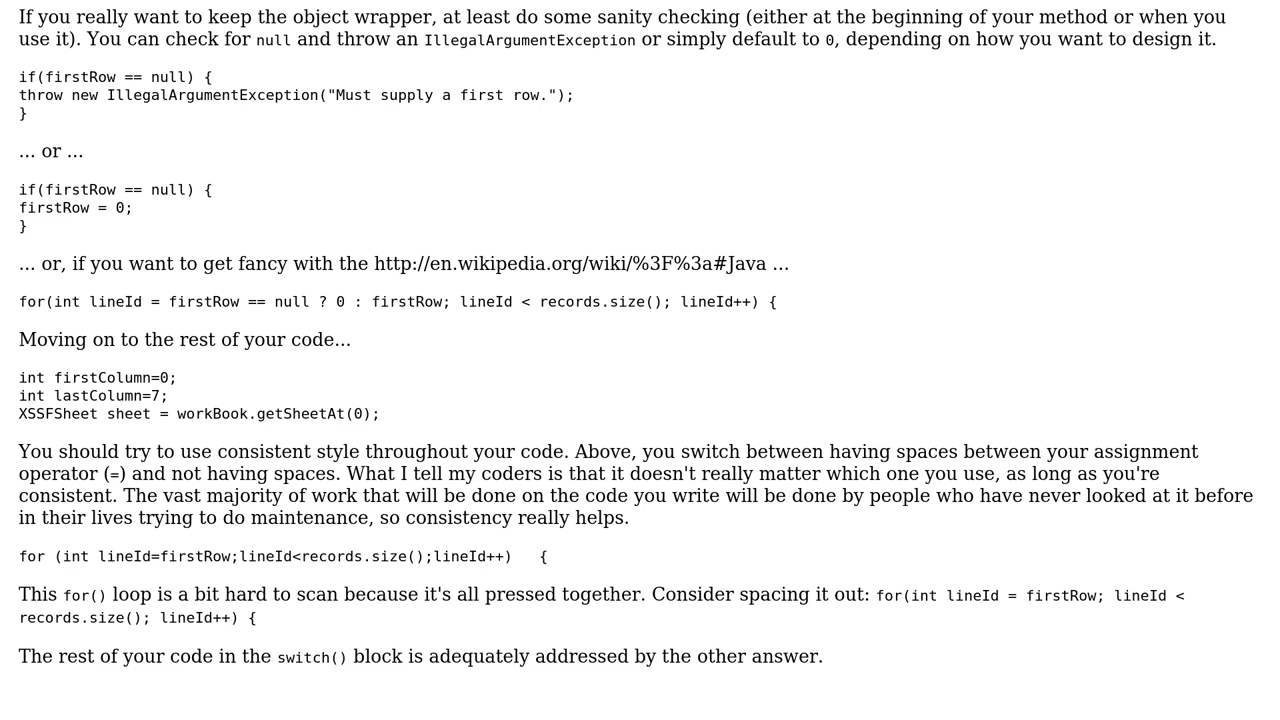 If you really want to keep the object wrapper, at least do some sanity checking (either at the beginning of your method or when you
use it). You can check for null and throw an IllegalArgumentException or simply default to 0, depending on how you want to design it.
if(firstRow == null) {
throw new IllegalArgumentException("Must supply a first row.");
}
... or ...
if(firstRow == null) {
firstRow = 0;
}
... or, if you want to get fancy with the http://en.wikipedia.org/wiki/%3F%3a#Java ...
for(int lineId = firstRow == null ? 0 : firstRow; lineId < records.size(); lineId++) {
Moving on to the rest of your code...
int firstColumn=0;
int lastColumn=7;
XSSFSheet sheet = workBook.getSheetAt(0);
You should try to use consistent style throughout your code. Above, you switch between having spaces between your assignment
operator (=) and not having spaces. What I tell my coders is that it doesn't really matter which one you use, as long as you're
consistent. The vast majority of work that will be done on the code you write will be done by people who have never looked at it before
in their lives trying to do maintenance, so consistency really helps.
for (int lineId=firstRow;lineId<records.size();lineId++)   {
This for() loop is a bit hard to scan because it's all pressed together. Consider spacing it out: for(int lineId = firstRow; lineId <
records.size(); lineId++) {
The rest of your code in the switch() block is adequately addressed by the other answer.